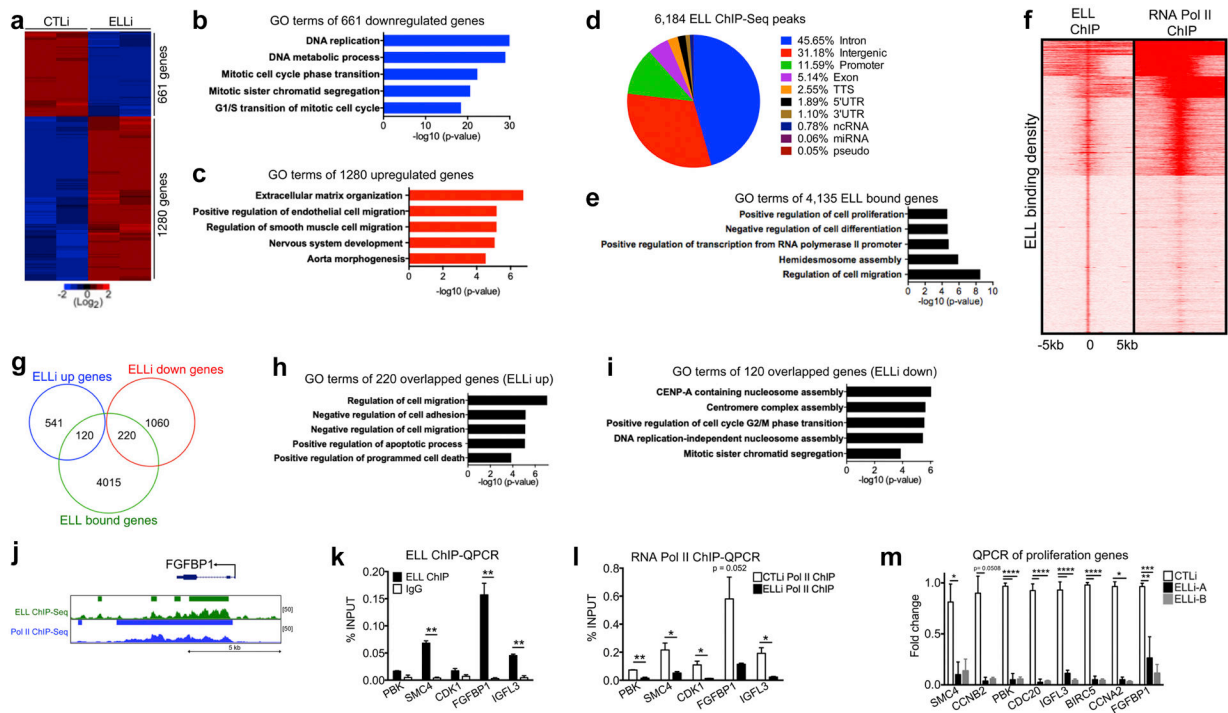 a
CTLi ELLi
661 genes
1280 genes
-2 0 2
(Log2)
b
GO terms of 661 downregulated genes
DNA replication
DNA metabolic process
Mitotic cell cycle phase transition
Mitotic sister chromatid segregation
G1/S transition of mitotic cell cycle
0 10 20 30
-log10 (p-value)
c
GO terms of 1280 upregulated genes
Extracellular matrix organization
Positive regulation of endothelial cell migration
Regulation of smooth muscle cell migration
Nervous system development
Aorta morphogenesis
0 2 4 6
-log10 (p-value)
d
6,184 ELL ChIP-Seq peaks
45.65% Intron
31.18% Intergenic
11.59% Promoter
5.14% Exon
2.55% TTS
1.89% 5'UTR
1.10% 3'UTR
0.78% ncRNA
0.06% miRNA
0.05% pseudo
e
GO terms of 4,135 ELL bound genes
Positive regulation of cell proliferation
Negative regulation of cell differentiation
Positive regulation of transcription from RNA polymerase II promoter
Hemidesmosome assembly
Regulation of cell migration
0 2 4 6 8 10
-log10 (p-value)
f
ELL
ChIP
RNA Pol II
ChIP
ELL binding density
-5kb 0 5kb
g
ELLi up genes
ELLi down genes
541
1060
120
220
4015
ELL bound genes
h
GO terms of 220 overlapped genes (ELLi up)
Regulation of cell migration
Negative regulation of cell adhesion
Negative regulation of cell migration
Positive regulation of apoptotic process
Positive regulation of programmed cell death
0 2 4 6
-log10 (p-value)
i
GO terms of 120 overlapped genes (ELLi down)
CENP-A containing nucleosome assembly
Centromere complex assembly
Positive regulation of cell cycle G2/M phase transition
DNA replication-independent nucleosome assembly
Mitotic sister chromatid segregation
0 2 4 6
-log10 (p-value)
j
FGFBP1
ELL ChIP-Seq
[50]
Pol II ChIP-Seq
[50]
5 kb
k
ELL ChIP-QPCR
ELL ChIP
IgG
% INPUT
0.20
0.15
0.10
0.05
0.00
** ** **
PBK SMC4 CDK1 FGFBP1 IGFL3
l
RNA Pol II ChIP-QPCR
p = 0.052
CTLi Pol II ChIP
ELLi Pol II ChIP
% INPUT
0.8
0.6
0.4
0.2
0.0
** * * *
PBK SMC4 CDK1 FGFBP1 IGFL3
m
QPCR of proliferation genes
CTLi
ELLi-A
ELLi-B
Fold change
1.0
0.5
0.0
* p = 0.0508 **** **** **** **** * ***
**
SMC4 CCNB2 PBK CDC20 IGFL3 BIRC5 CCNA2 FGFBP1